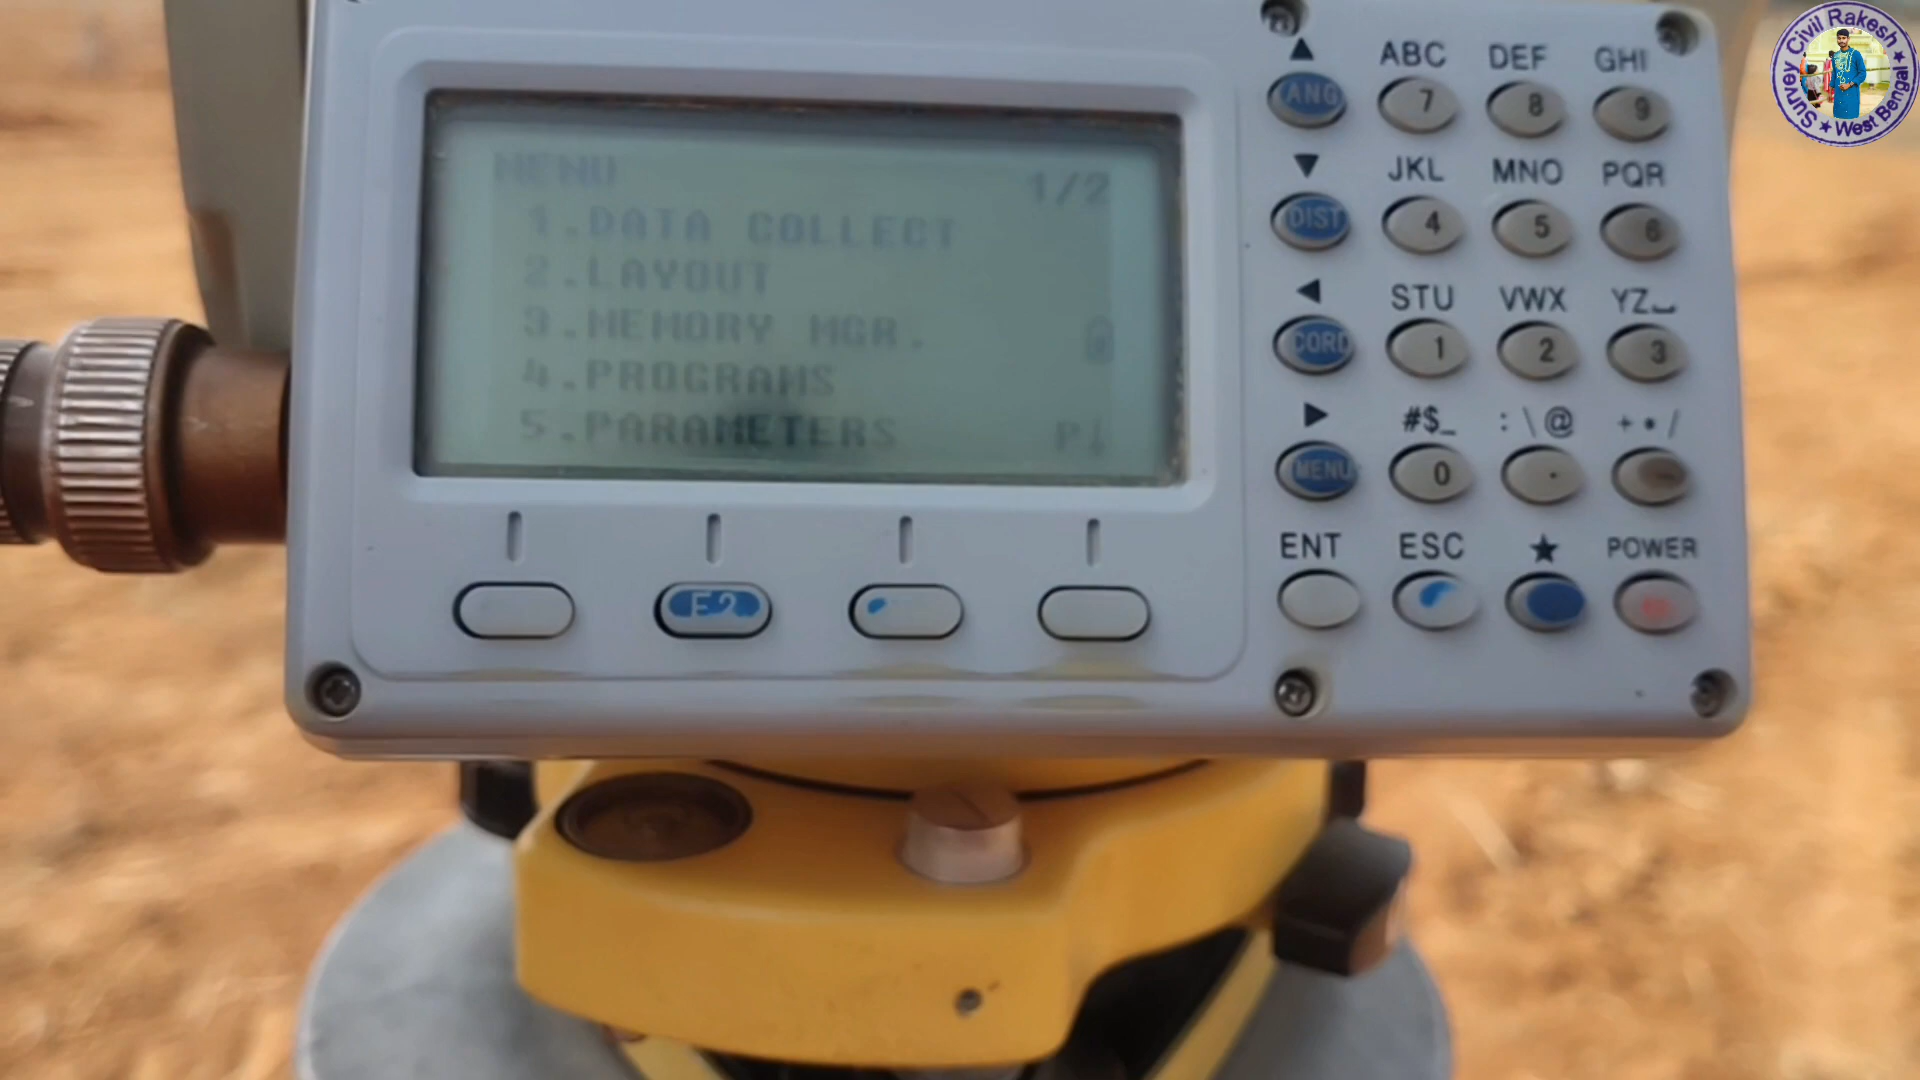 MENU 1/2
1.DATA COLLECT
2.LAYOUT
3.MEMORY MGR.
4.PROGRAMS
5.PARAMETERS P↓
F2
▲ ABC DEF GHI
ANG 7 8 9
▼ JKL MNO PQR
DIST 4 5 6
◀ STU VWX YZ␣
CORD 1 2 3
▶ #$_ :\@ +•/
MENU 0 . -
ENT ESC ★ POWER
Civil Rakesh
Survey ★ West Bengal ★